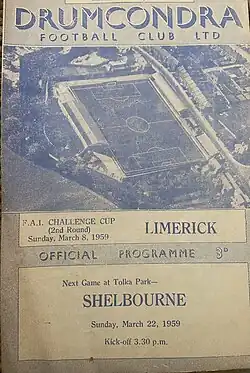 DRUMCONDRA
FOOTBALL CLUB LTD
F.A.I. CHALLENGE CUP
(2nd Round)
Sunday, March 8, 1959
LIMERICK
OFFICIAL PROGRAMME 3D
Next Game at Tolka Park—
SHELBOURNE
Sunday, March 22, 1959
Kick-off 3.30 p.m.